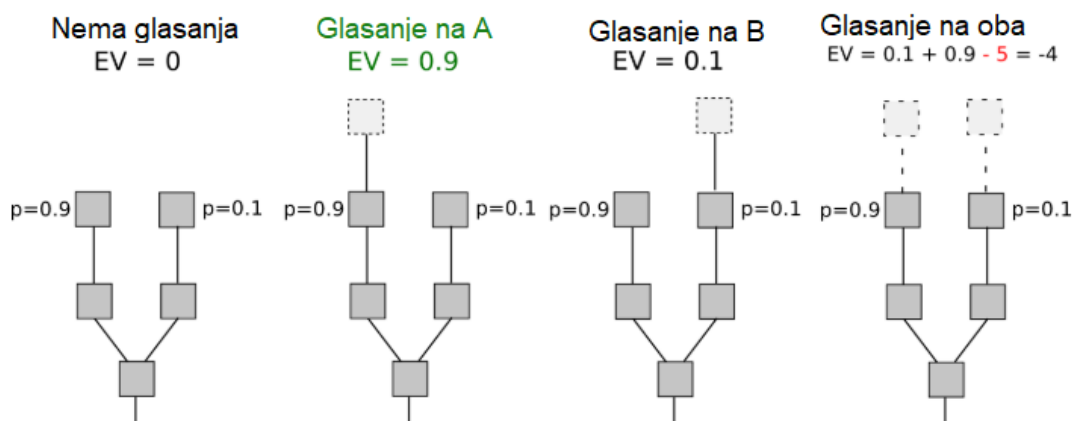 Nema glasanja
EV = 0
Glasanje na A
EV = 0.9
Glasanje na B
EV = 0.1
Glasanje na oba
EV = 0.1 + 0.9 - 5 = -4
p=0.9
p=0.1
p=0.9
p=0.1
p=0.9
p=0.1
p=0.9
p=0.1